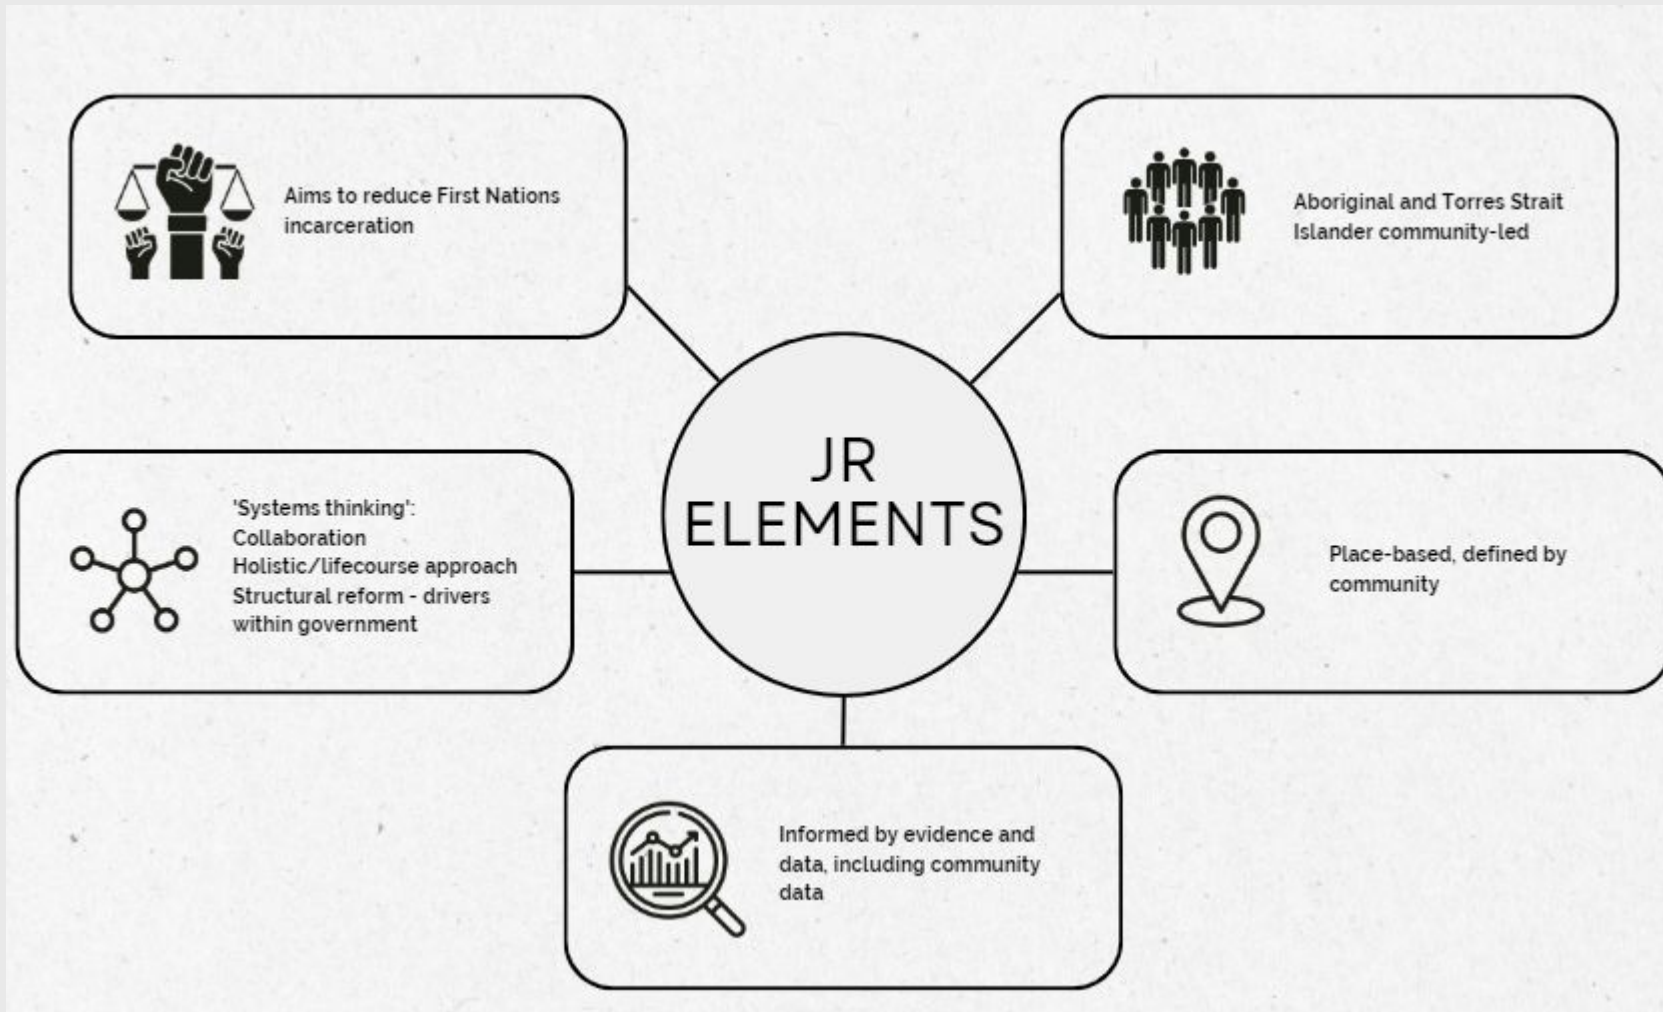 Aims to reduce First Nations
incarceration
Aboriginal and Torres Strait
Islander community-led
JR
ELEMENTS
'Systems thinking':
Collaboration
Holistic/lifecourse approach
Structural reform - drivers
within government
Place-based, defined by
community
Informed by evidence and
data, including community
data